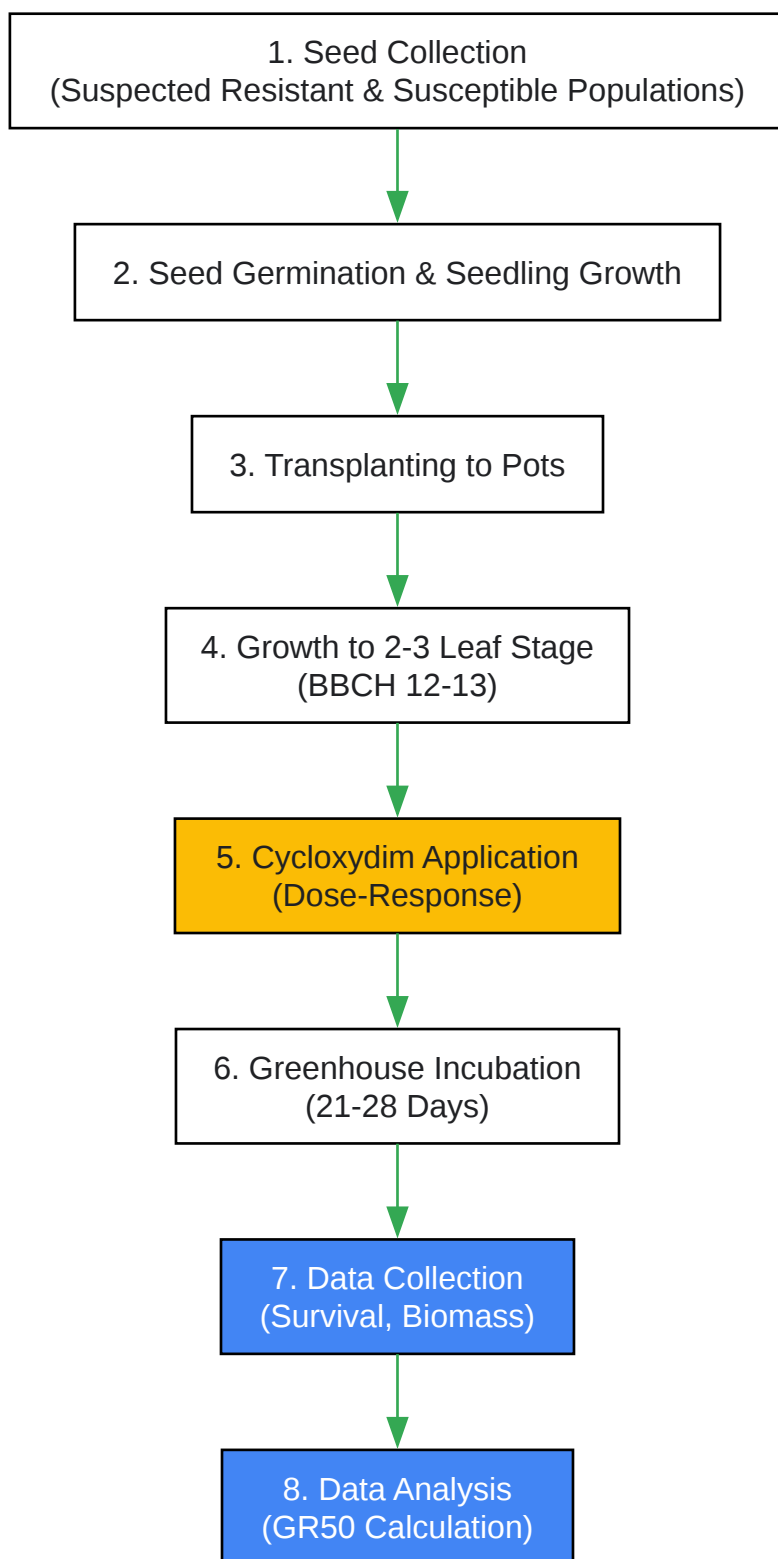 1. Seed Collection
(Suspected Resistant & Susceptible Populations)
2. Seed Germination & Seedling Growth
3. Transplanting to Pots
4. Growth to 2-3 Leaf Stage
(BBCH 12-13)
5. Cycloxydim Application
(Dose-Response)
6. Greenhouse Incubation
(21-28 Days)
7. Data Collection
(Survival, Biomass)
8. Data Analysis
(GR50 Calculation)